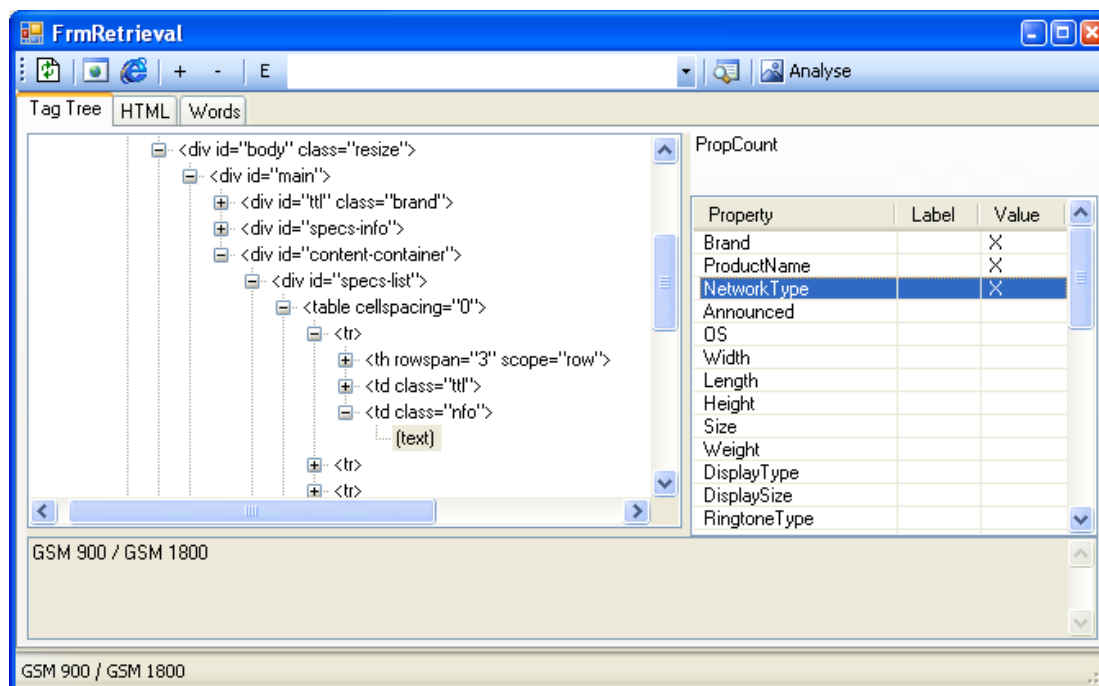 FrmRetrieval
+ - E Analyse
Tag Tree HTML Words
<div id="body" class="resize">
<div id="main">
<div id="ttl" class="brand">
<div id="specs-info">
<div id="content-container">
<div id="specs-list">
<table cellspacing="0">
<tr>
<th rowspan="3" scope="row">
<td class="ttl">
<td class="nfo">
(text)
<tr>
<tr>
PropCount
Property Label Value
Brand X
ProductName X
NetworkType X
Announced
OS
Width
Length
Height
Size
Weight
DisplayType
DisplaySize
RingtoneType
GSM 900 / GSM 1800
GSM 900 / GSM 1800